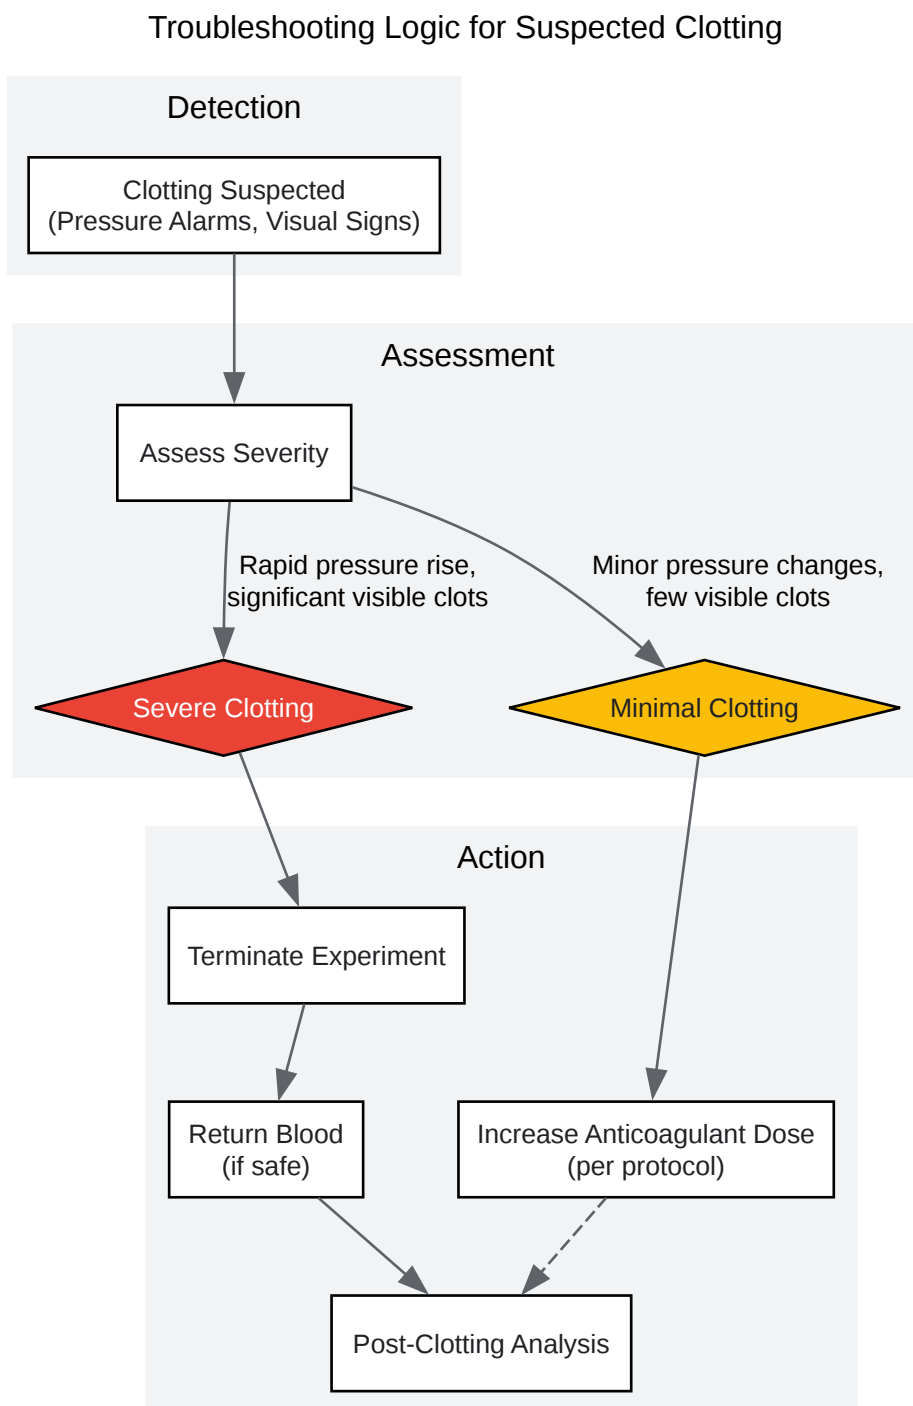 Troubleshooting Logic for Suspected Clotting
Detection
Clotting Suspected
(Pressure Alarms, Visual Signs)
Assessment
Assess Severity
Rapid pressure rise,
significant visible clots
Minor pressure changes,
few visible clots
Severe Clotting
Minimal Clotting
Action
Terminate Experiment
Return Blood
(if safe)
Increase Anticoagulant Dose
(per protocol)
Post-Clotting Analysis